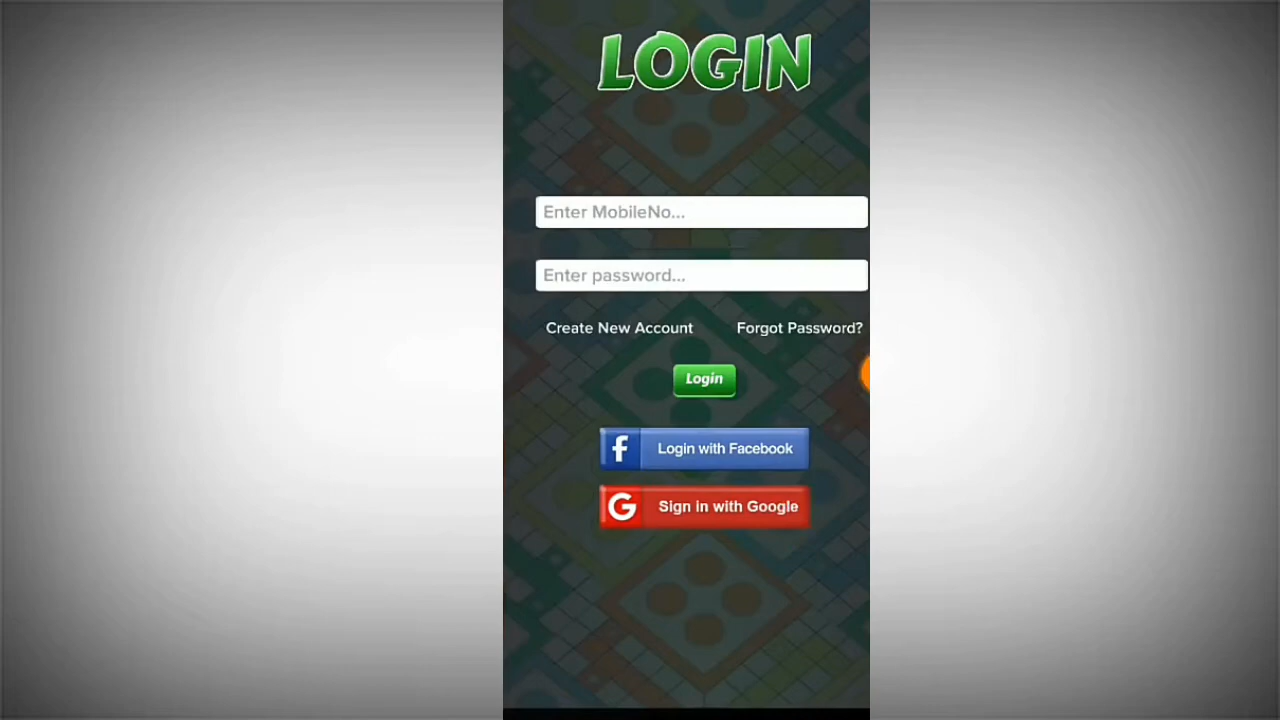 LOGIN
Enter MobileNo...
Enter password...
Create New Account Forgot Password?
Login
f Login with Facebook
G Sign in with Google